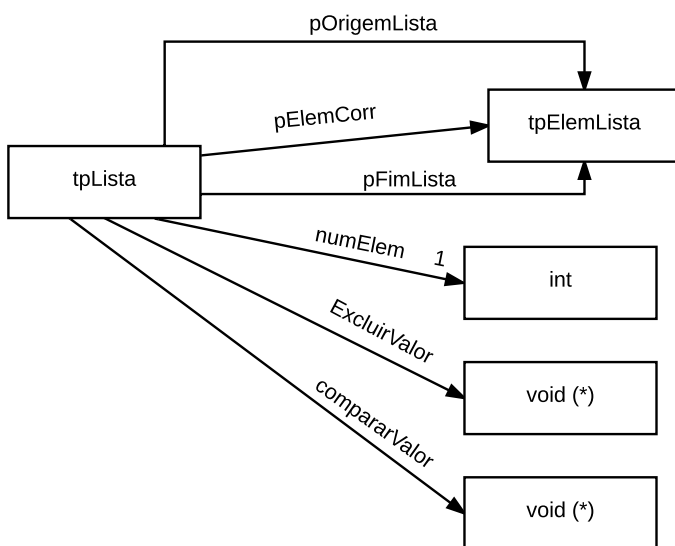 pOrigemLista
pElemCorr
tpElemLista
tpLista
pFimLista
numElem
1
int
ExcluirValor
void (*)
compararValor
void (*)